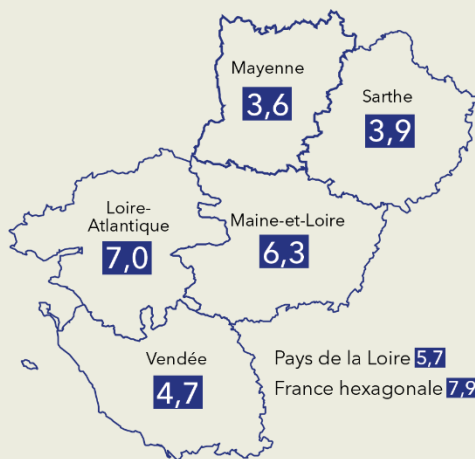 Mayenne
3,6
Sarthe
3,9
Loire-
Atlantique
7,0
Maine-et-Loire
6,3
Vendée
4,7
Pays de la Loire 5,7
France hexagonale 7,9